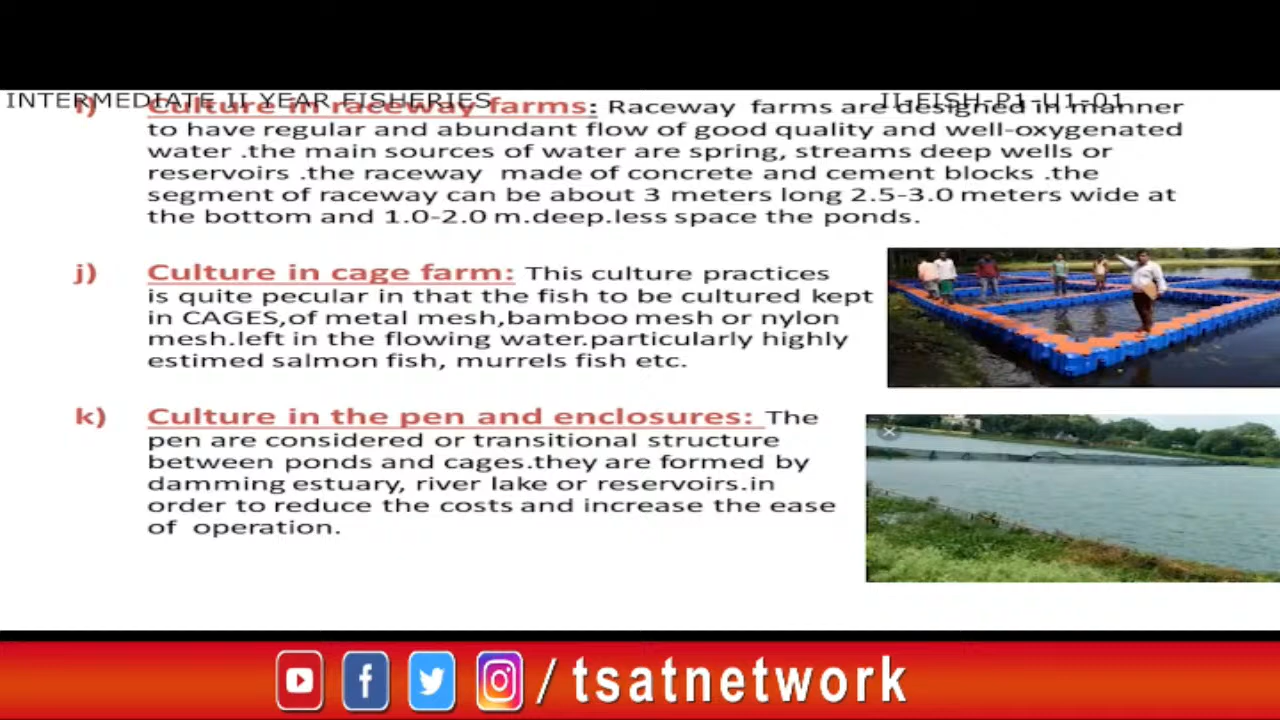 INTERMEDIATE II YEAR FISHERIES II-FISH-P1-U1-01
i) Culture in raceway farms: Raceway farms are designed in manner
to have regular and abundant flow of good quality and well-oxygenated
water .the main sources of water are spring, streams deep wells or
reservoirs .the raceway made of concrete and cement blocks .the
segment of raceway can be about 3 meters long 2.5-3.0 meters wide at
the bottom and 1.0-2.0 m.deep.less space the ponds.
j) Culture in cage farm: This culture practices
is quite pecular in that the fish to be cultured kept
in CAGES,of metal mesh,bamboo mesh or nylon
mesh.left in the flowing water.particularly highly
estimed salmon fish, murrels fish etc.
k) Culture in the pen and enclosures: The
pen are considered or transitional structure
between ponds and cages.they are formed by
damming estuary, river lake or reservoirs.in
order to reduce the costs and increase the ease
of operation.
/ tsatnetwork